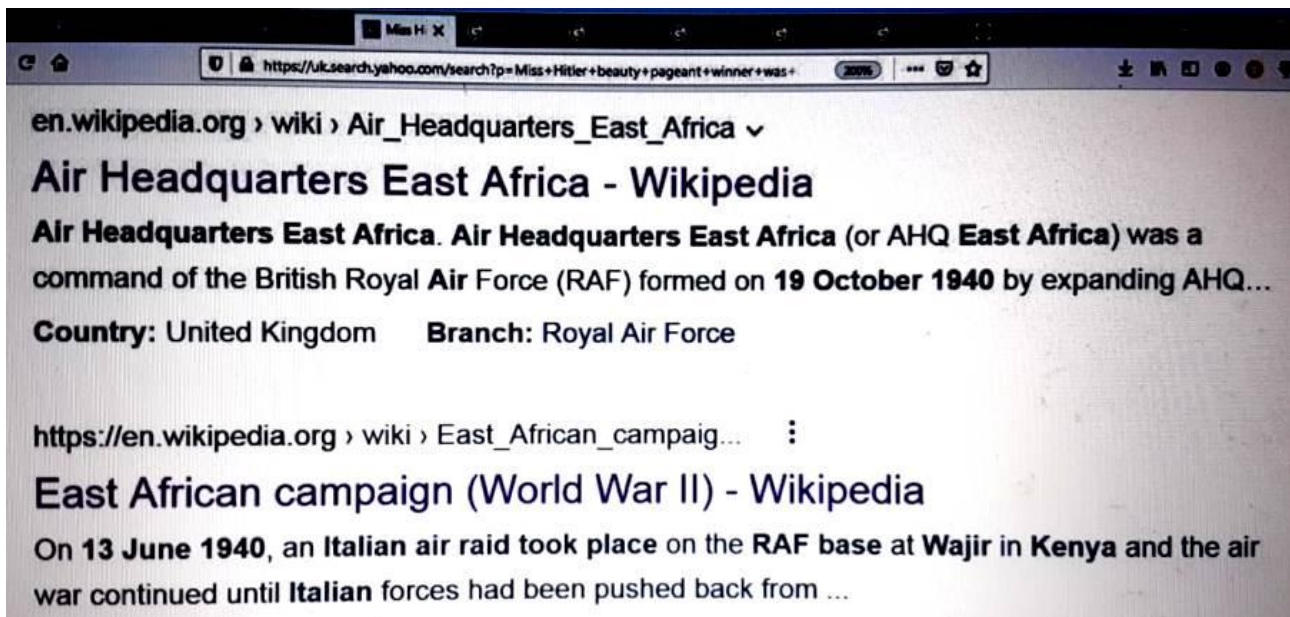 Miss H
https://uk.search.yahoo.com/search?p=Miss+Hitler+beauty+pageant+winner+was+
200%
en.wikipedia.org › wiki › Air_Headquarters_East_Africa
Air Headquarters East Africa - Wikipedia
Air Headquarters East Africa. Air Headquarters East Africa (or AHQ East Africa) was a
command of the British Royal Air Force (RAF) formed on 19 October 1940 by expanding AHQ...
Country: United Kingdom Branch: Royal Air Force
https://en.wikipedia.org › wiki › East_African_campaig...
East African campaign (World War II) - Wikipedia
On 13 June 1940, an Italian air raid took place on the RAF base at Wajir in Kenya and the air
war continued until Italian forces had been pushed back from ...